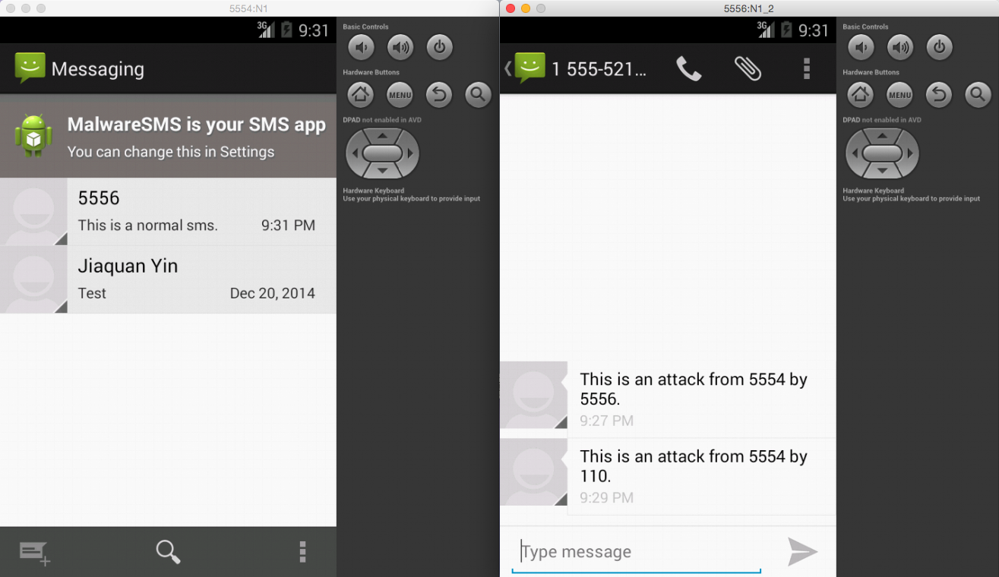 5554:N1
3G 9:31
Messaging
MalwareSMS is your SMS app
You can change this in Settings
5556
This is a normal sms. 9:31 PM
Jiaquan Yin
Test Dec 20, 2014
Basic Controls
Hardware Buttons
MENU
DPAD not enabled in AVD
Hardware Keyboard
Use your physical keyboard to provide input
5556:N1_2
3G 9:31
1 555-521...
This is an attack from 5554 by
5556.
9:27 PM
This is an attack from 5554 by
110.
9:29 PM
Type message
Basic Controls
Hardware Buttons
MENU
DPAD not enabled in AVD
Hardware Keyboard
Use your physical keyboard to provide input